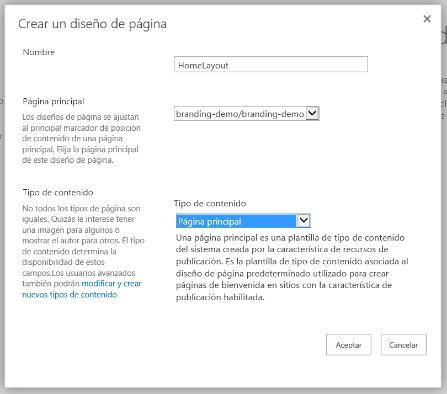 Crear un diseño de página
Nombre
HomeLayout
Página principal
Los diseños de página se ajustan
al principal marcador de posición
de contenido de una página
principal. Elija la página principal
de este diseño de página.
branding-demo/branding-demo
Tipo de contenido
No todos los tipos de página son
iguales. Quizás le interese tener
una imagen para algunos o
mostrar el autor para otros. El tipo
de contenido determina la
disponibilidad de estos
campos.Los usuarios avanzados
también podrán modificar y crear
nuevos tipos de contenido
Tipo de contenido
Página principal
Una página principal es una plantilla de tipo de contenido
del sistema creada por la característica de recursos de
publicación. Es la plantilla de tipo de contenido asociada al
diseño de página predeterminado utilizado para crear
páginas de bienvenida en sitios con la característica de
publicación habilitada.
Aceptar
Cancelar